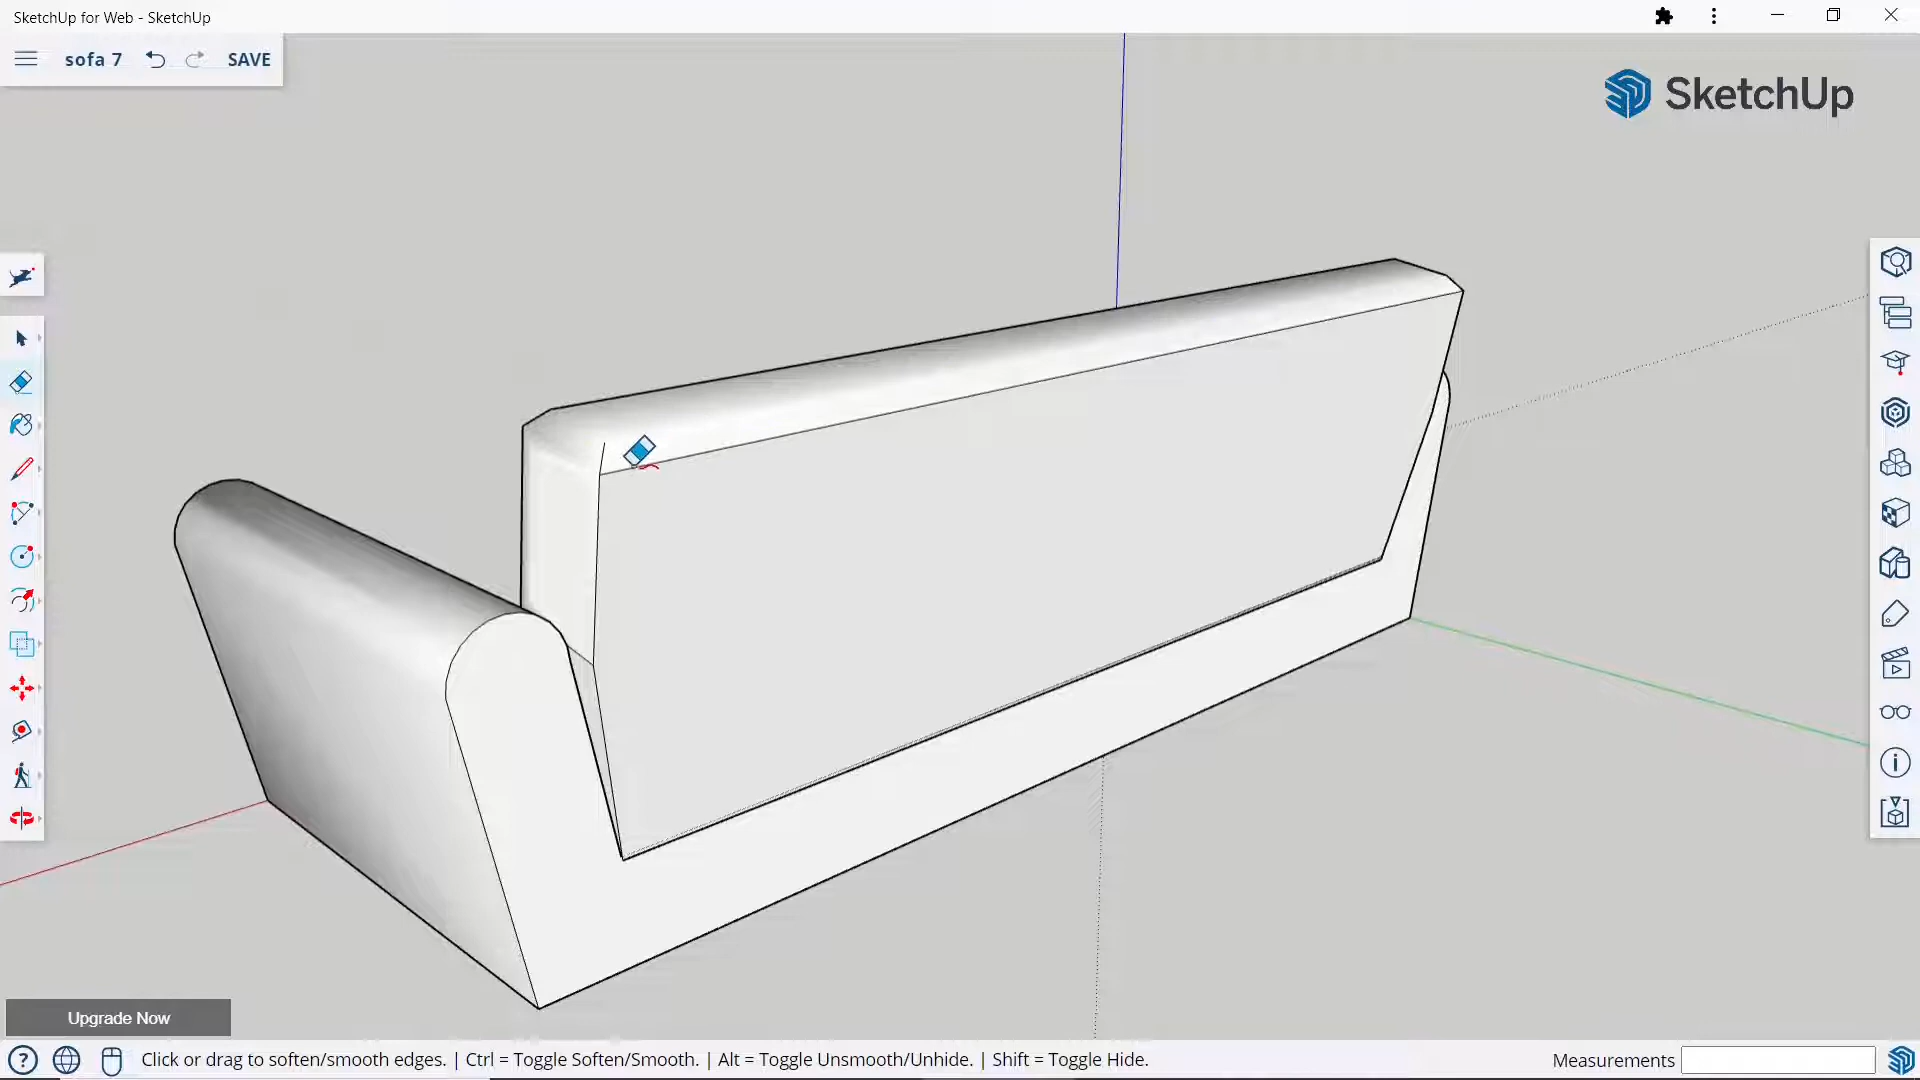 SketchUp for Web - SketchUp
sofa 7 SAVE
SketchUp
Upgrade Now
Click or drag to soften/smooth edges. | Ctrl = Toggle Soften/Smooth. | Alt = Toggle Unsmooth/Unhide. | Shift = Toggle Hide.
Measurements